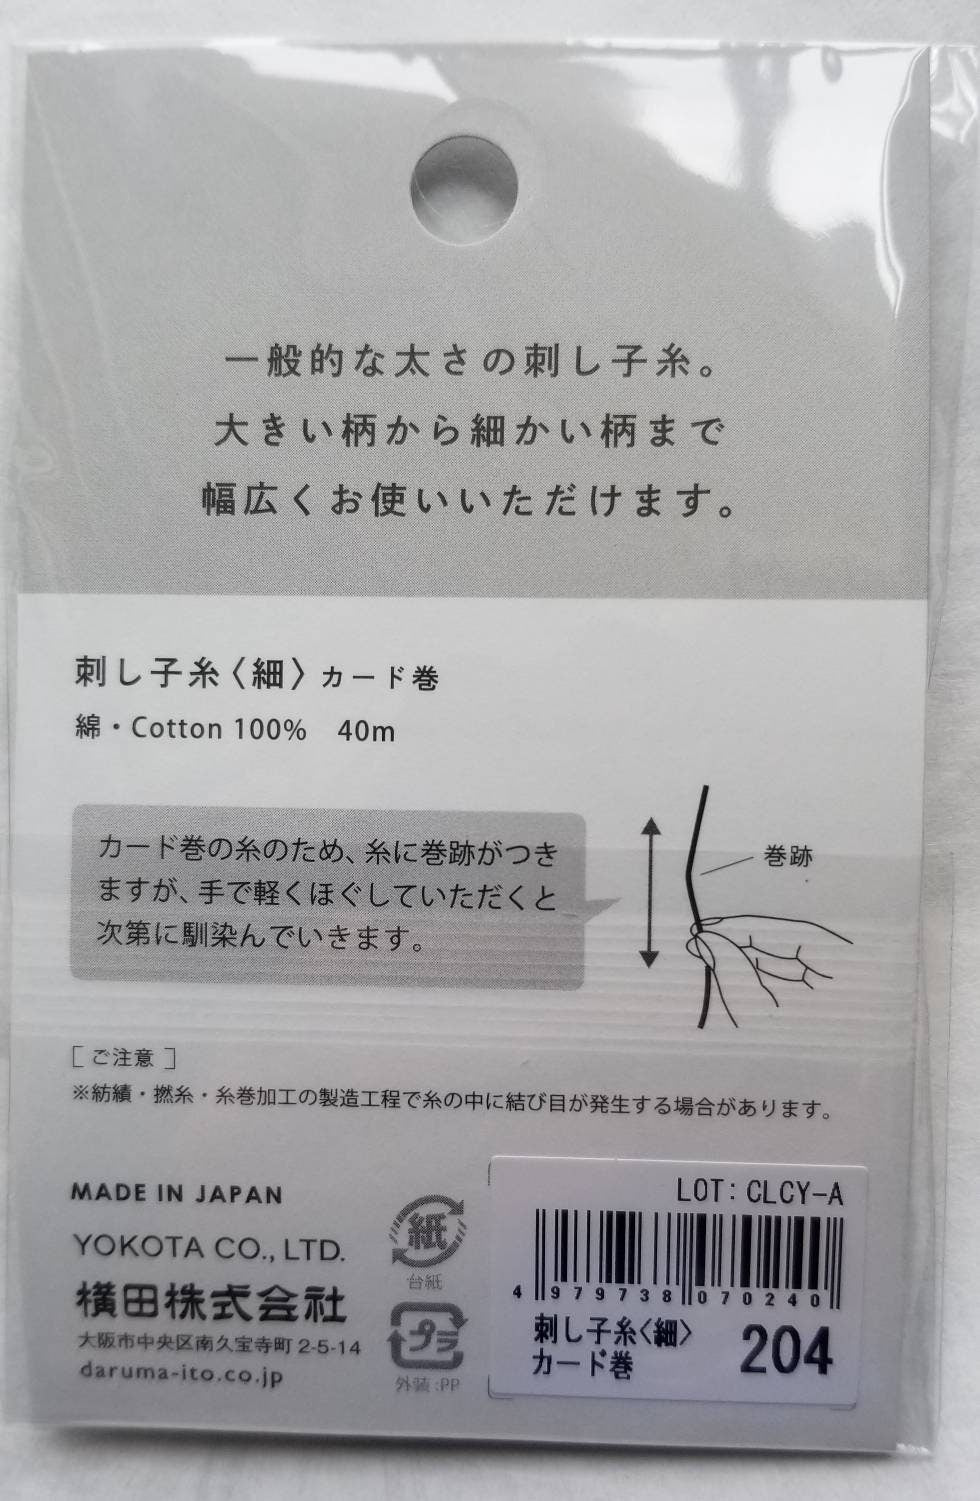 一般的な太さの刺し子糸。
大きい柄から細かい柄まで
幅広くお使いいただけます。
刺し子糸〈細〉カード巻
綿・Cotton 100%　40m
カード巻の糸のため、糸に巻跡がつき
ますが、手で軽くほぐしていただくと
次第に馴染んでいきます。
巻跡
［ ご注意 ］
※紡績・撚糸・糸巻加工の製造工程で糸の中に結び目が発生する場合があります。
MADE IN JAPAN
YOKOTA CO., LTD.
横田株式会社
大阪市中央区南久宝寺町 2-5-14
daruma-ito.co.jp
紙
台紙
プラ
外装:PP
LOT: CLCY-A
4 979738 070240
刺し子糸〈細〉
カード巻
204